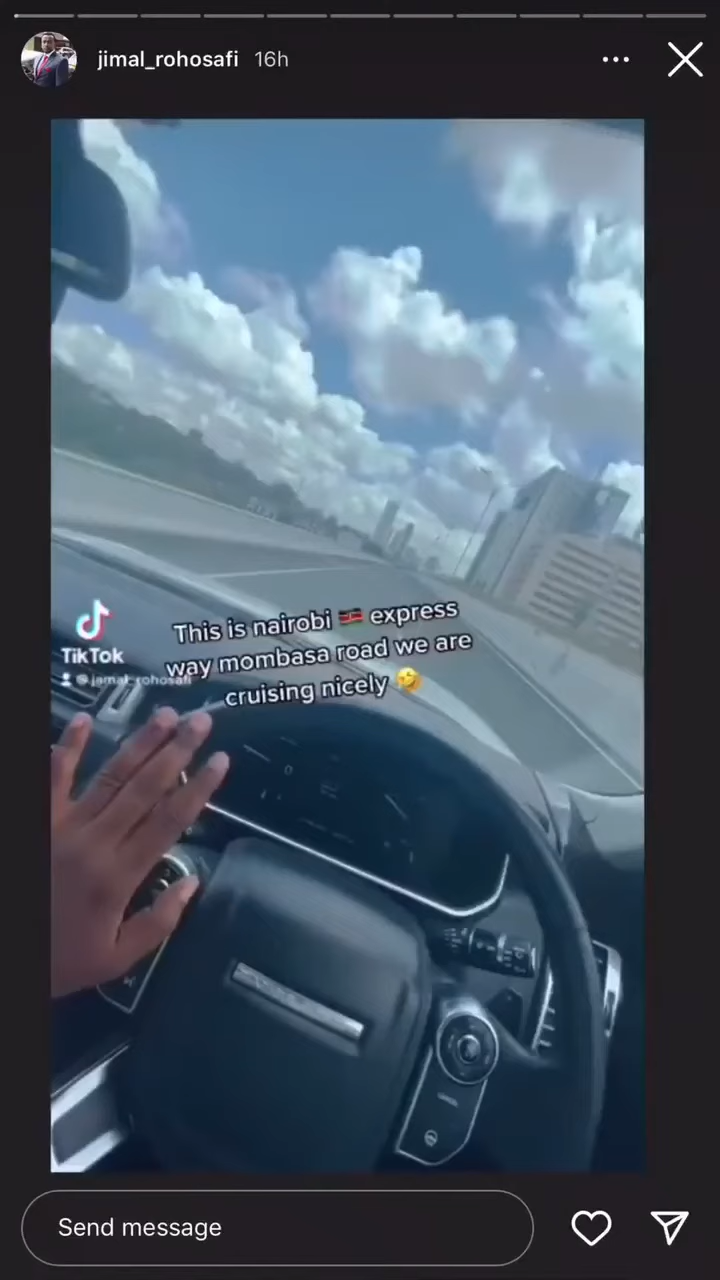 jimal_rohosafi 16h
This is nairobi 🇰🇪 express
way mombasa road we are
cruising nicely 🤣
TikTok
@jamal_rohosafi
Send message